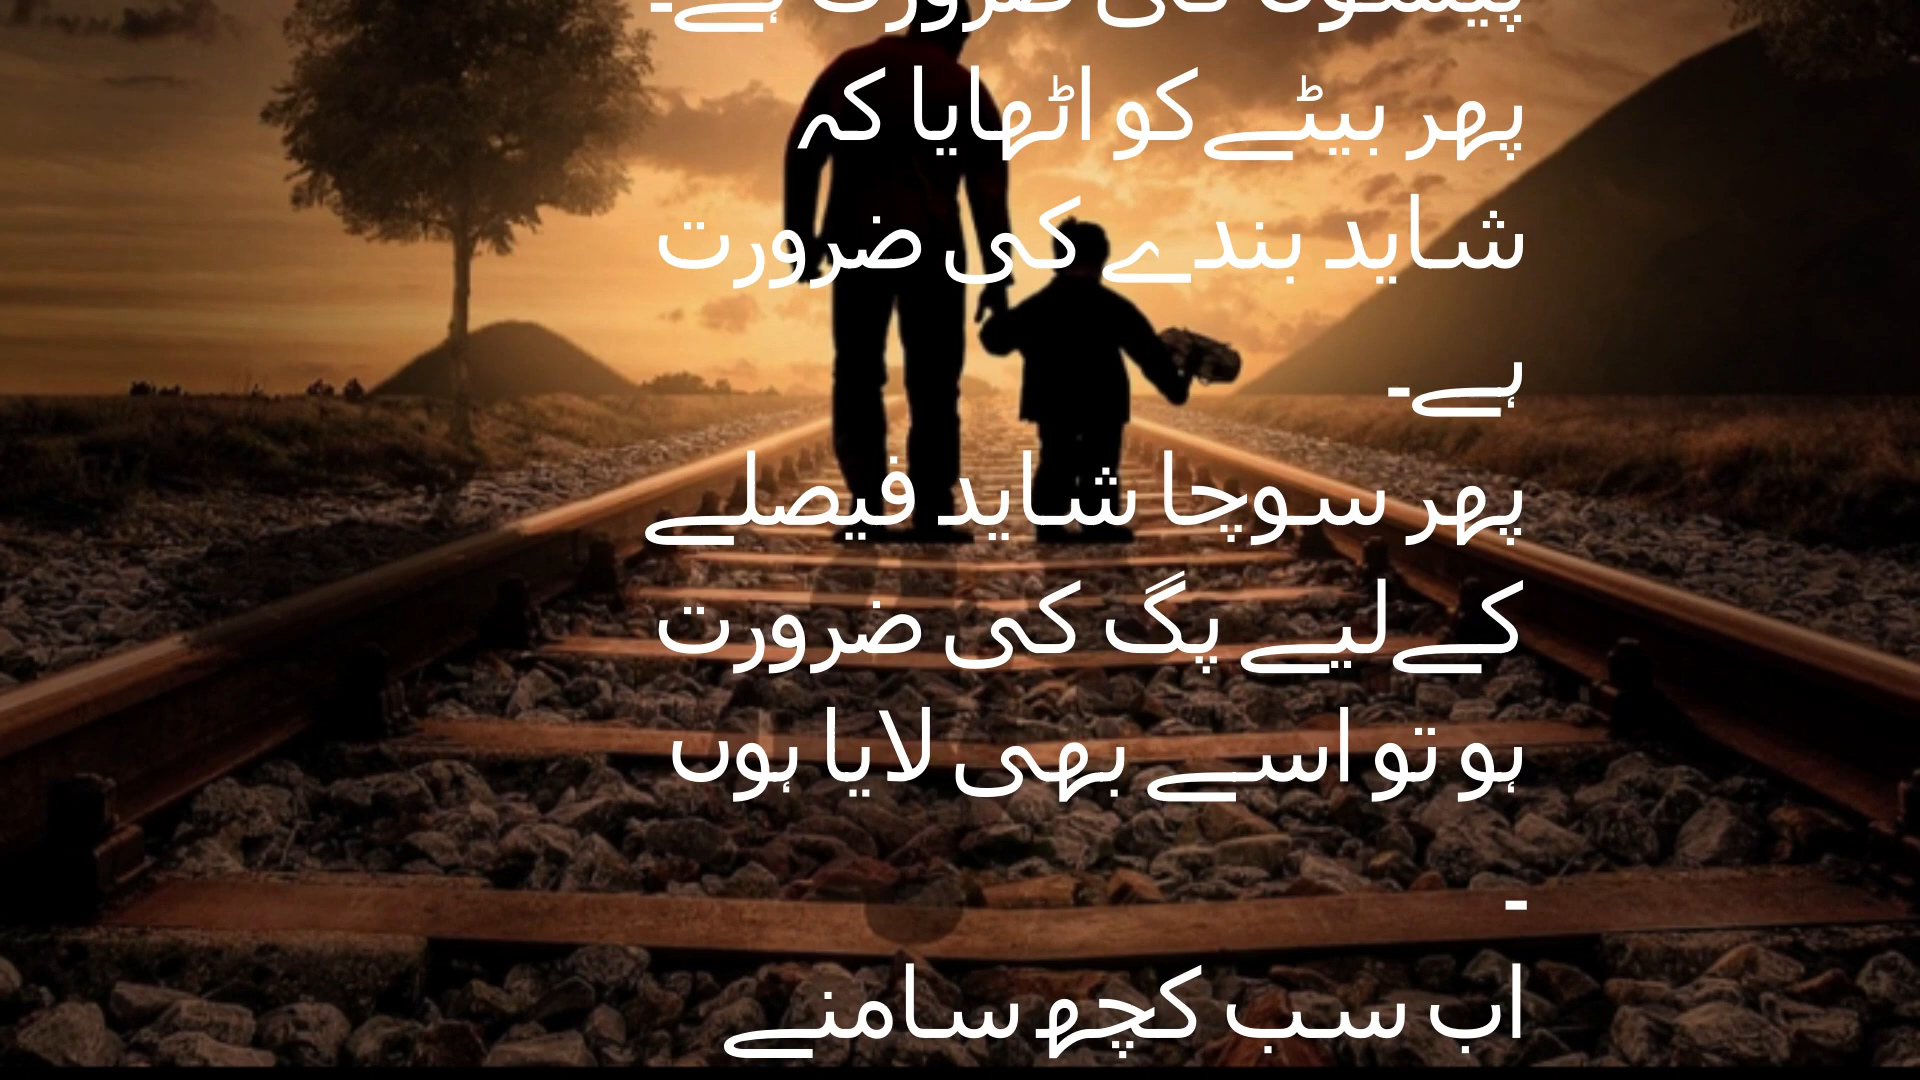 کی ضرورت ہے۔
پھر بیٹے کو اٹھایا کہ
شاید بندے کی ضرورت
ہے۔
پھر سوچا شاید فیصلے
کے لیے پگ کی ضرورت
ہو تو اسے بھی لایا ہوں
۔
اب سب کچھ سامنے